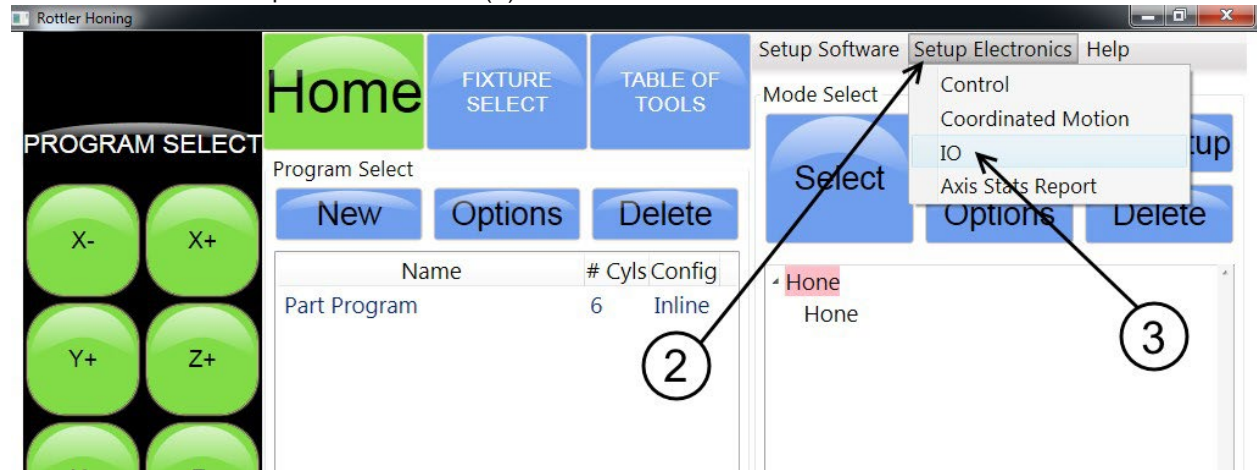 Rottler Honing
Setup Software Setup Electronics Help
Home
FIXTURE
SELECT
TABLE OF
TOOLS
Mode Select
Control
Coordinated Motion
IO
Axis Stats Report
PROGRAM SELECT
Program Select
Select
Options
Delete
New
Options
Delete
X-
X+
Name # Cyls Config
Part Program 6 Inline
Hone
Hone
Y+
Z+
2
3